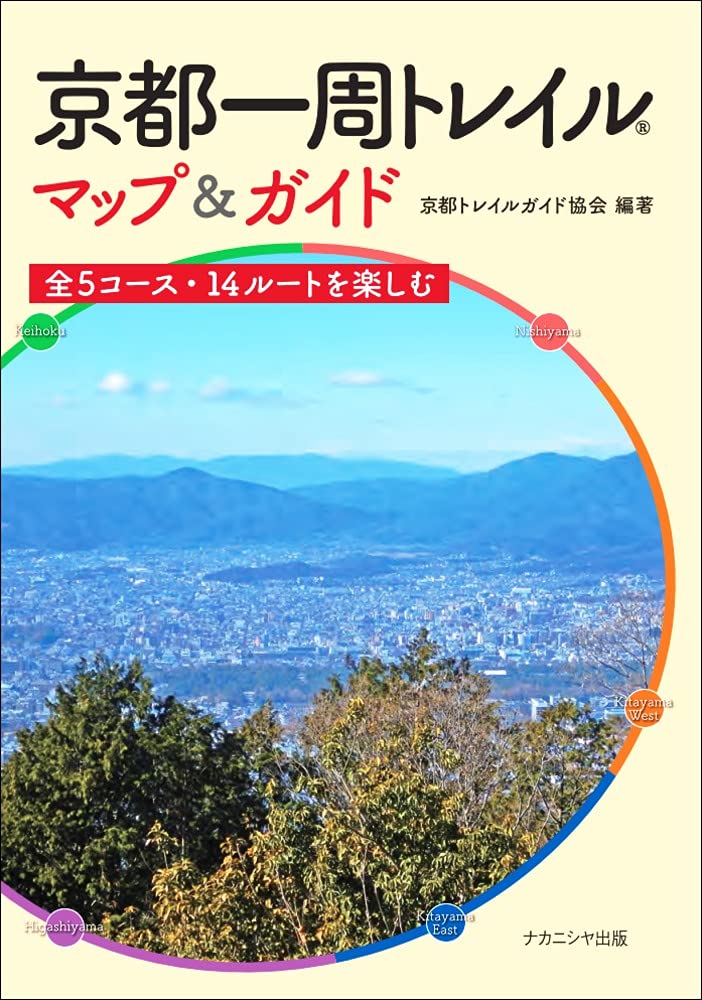 京都一周トレイル®
マップ&ガイド
京都トレイルガイド協会 編著
全5コース・14ルートを楽しむ
Keihoku
Nishiyama
Kitayama
West
Higashiyama
Kitayama
East
ナカニシヤ出版